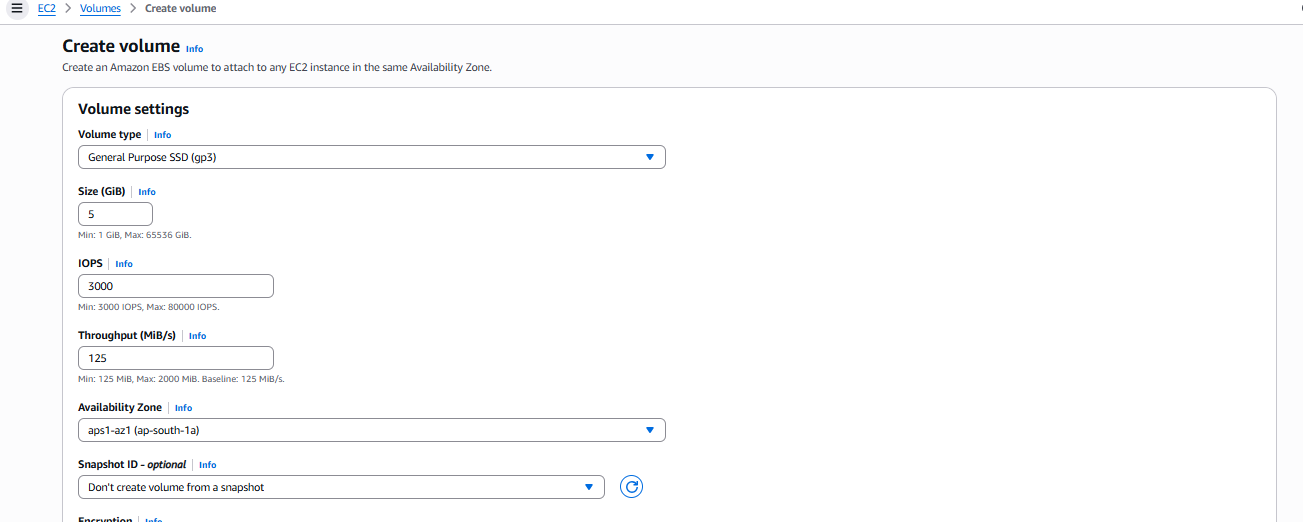 EC2 > Volumes > Create volume
Create volume Info
Create an Amazon EBS volume to attach to any EC2 instance in the same Availability Zone.
Volume settings
Volume type | Info
General Purpose SSD (gp3)
Size (GiB) | Info
5
Min: 1 GiB, Max: 65536 GiB.
IOPS | Info
3000
Min: 3000 IOPS, Max: 80000 IOPS.
Throughput (MiB/s) | Info
125
Min: 125 MiB, Max: 2000 MiB. Baseline: 125 MiB/s.
Availability Zone | Info
aps1-az1 (ap-south-1a)
Snapshot ID - optional | Info
Don't create volume from a snapshot
Encryption | Info